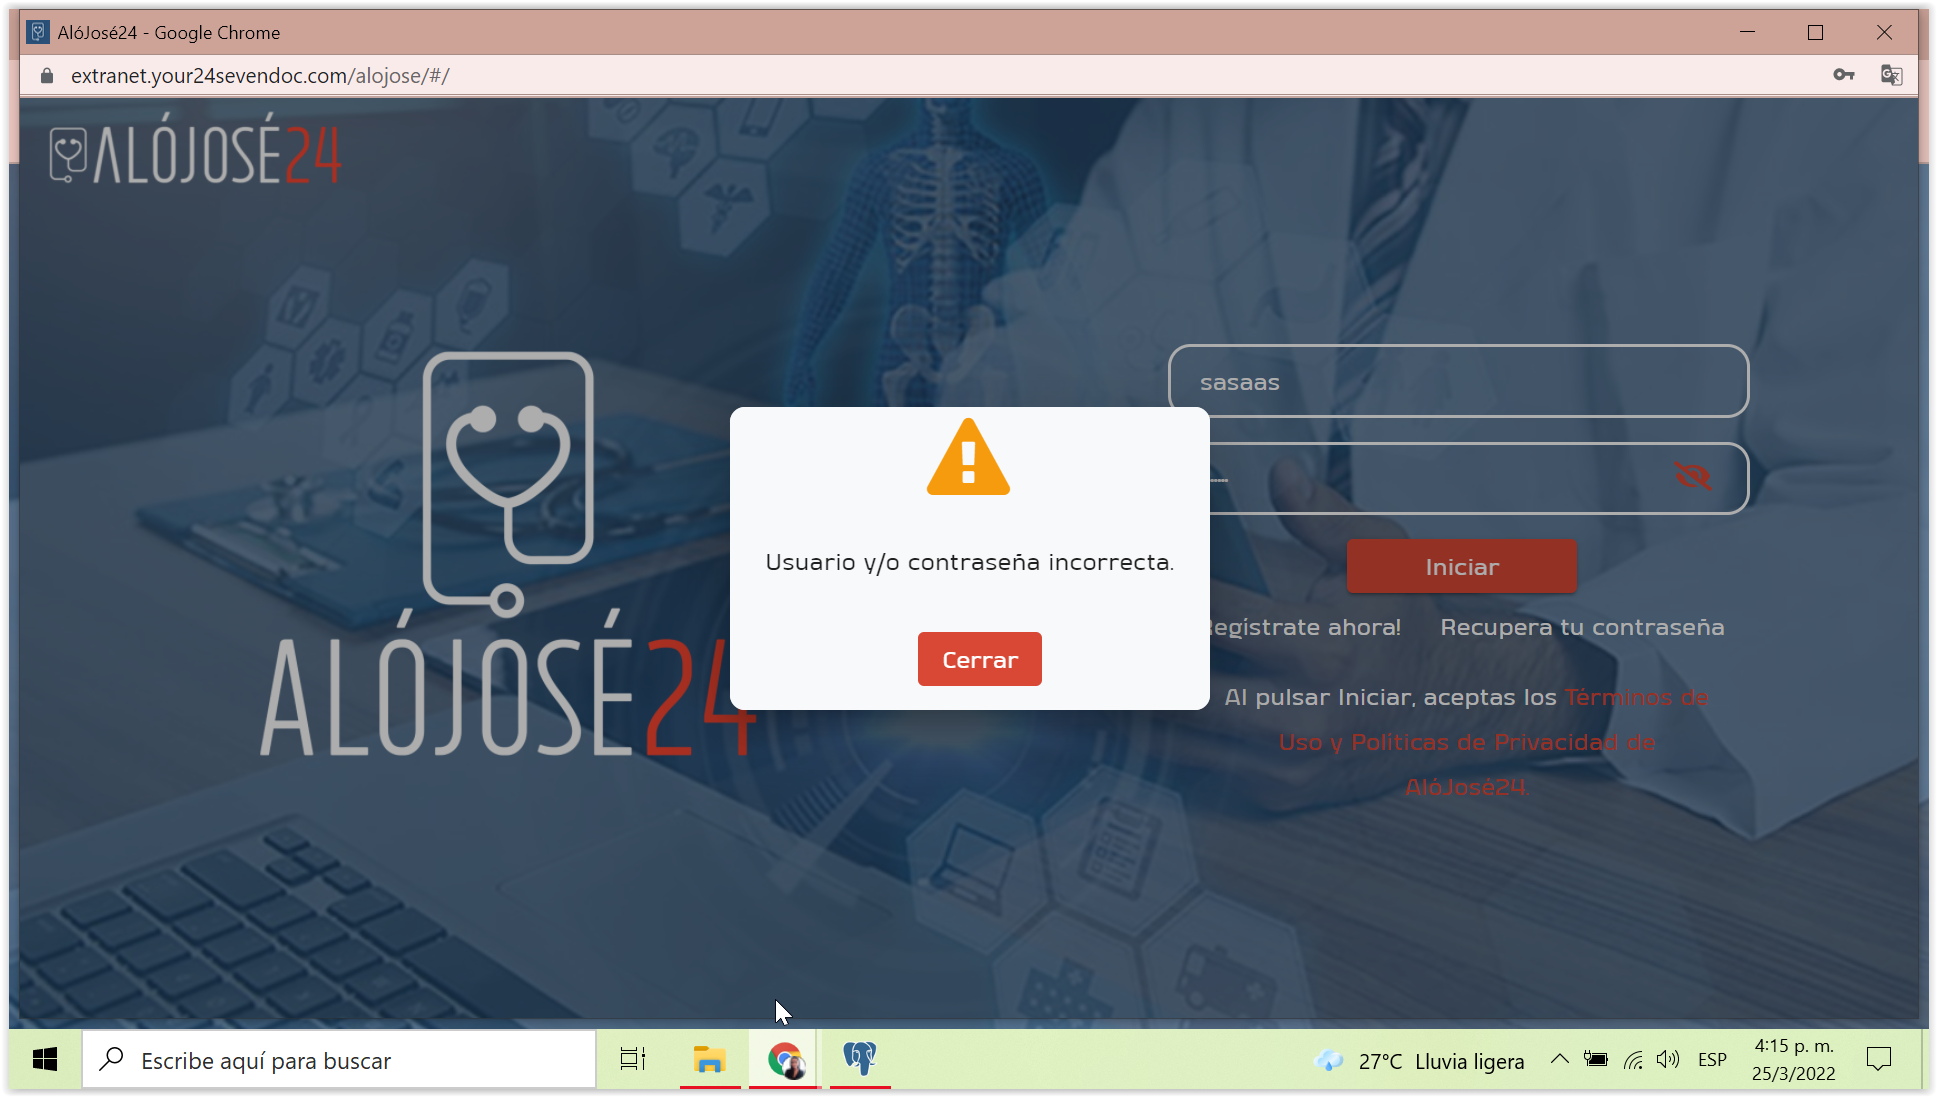 AlóJosé24 - Google Chrome
extranet.your24sevendoc.com/alojose/#/
ALÓJOSÉ24
sasaas
Usuario y/o contraseña incorrecta.
Cerrar
Iniciar
egistrate ahora! Recupera tu contraseña
Al pulsar Iniciar, aceptas los Términos de
Uso y Politicas de Privacidad de
AlóJosé24.
ALÓJOSÉ24
Escribe aquí para buscar
27°C Lluvia ligera
ESP
4:15 p. m.
25/3/2022